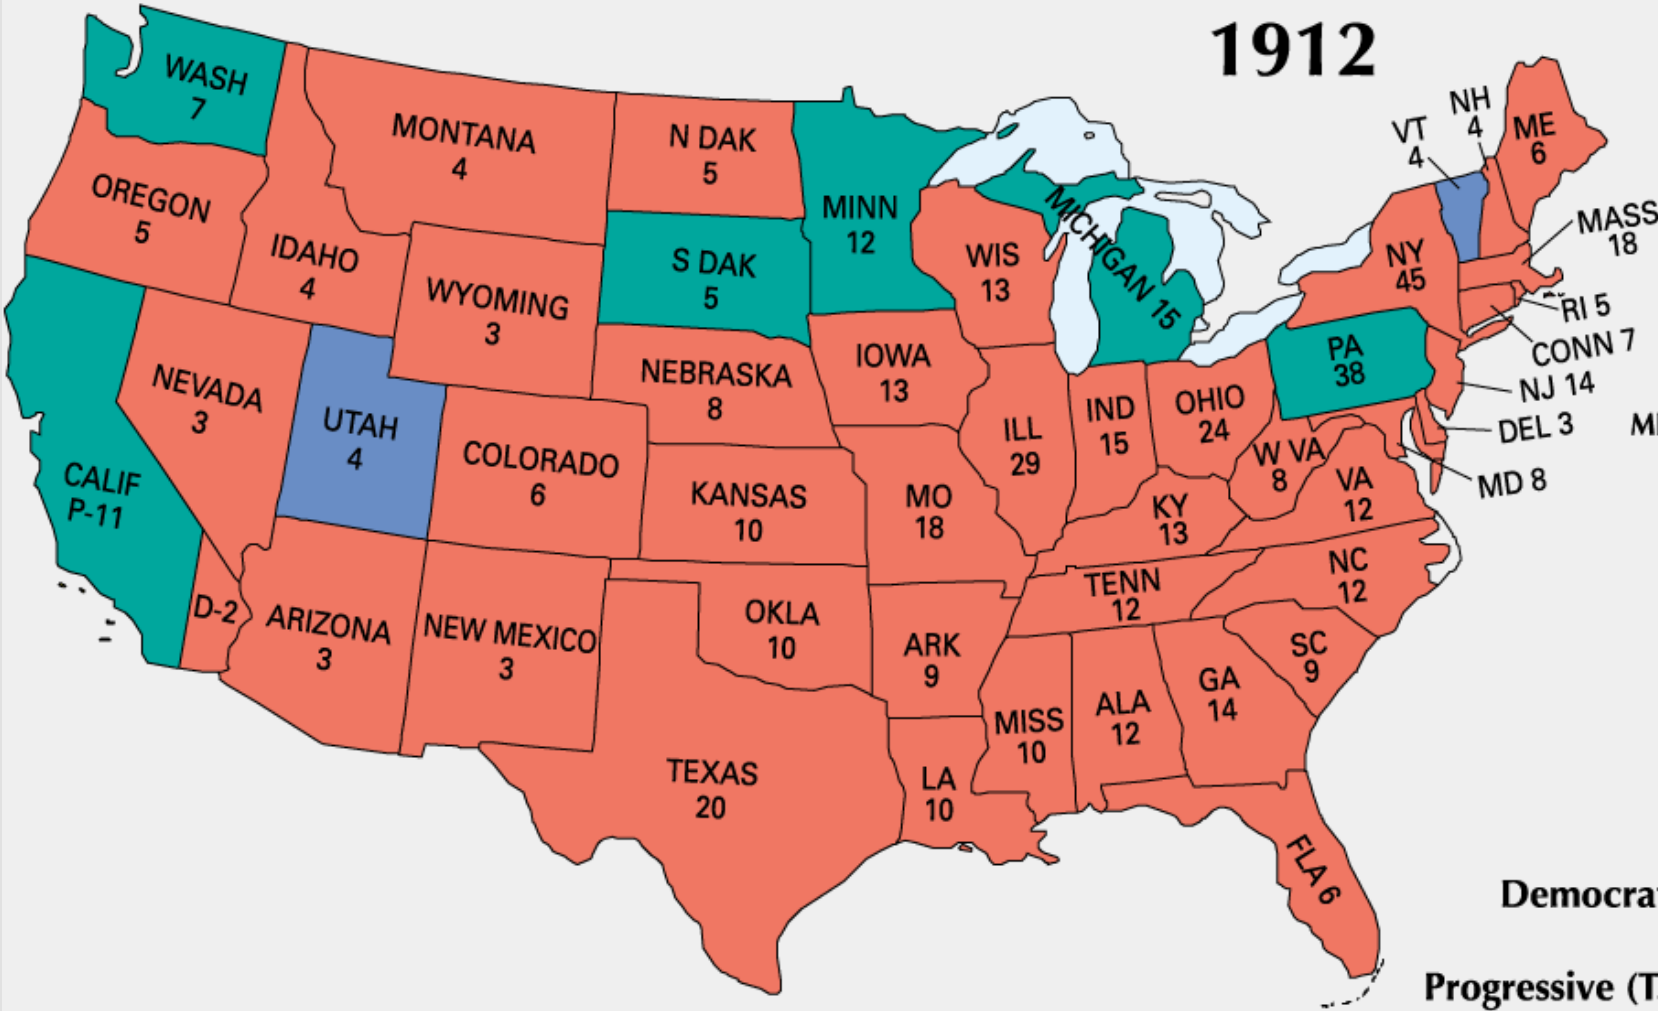 1912
WASH
7
MONTANA
4
N DAK
5
MINN
12
VT
4
NH
4
ME
6
OREGON
5
IDAHO
4
WYOMING
3
S DAK
5
WIS
13
MICHIGAN 15
NY
45
MASS
18
RI 5
CONN 7
NJ 14
DEL 3
MD 8
PA
38
NEVADA
3
UTAH
4
NEBRASKA
8
IOWA
13
ILL
29
IND
15
OHIO
24
W VA
8
VA
12
CALIF
P-11
D-2
COLORADO
6
KANSAS
10
MO
18
KY
13
NC
12
TENN
12
ARIZONA
3
NEW MEXICO
3
OKLA
10
ARK
9
SC
9
MISS
10
ALA
12
GA
14
TEXAS
20
LA
10
FLA 6
Democra
Progressive (T